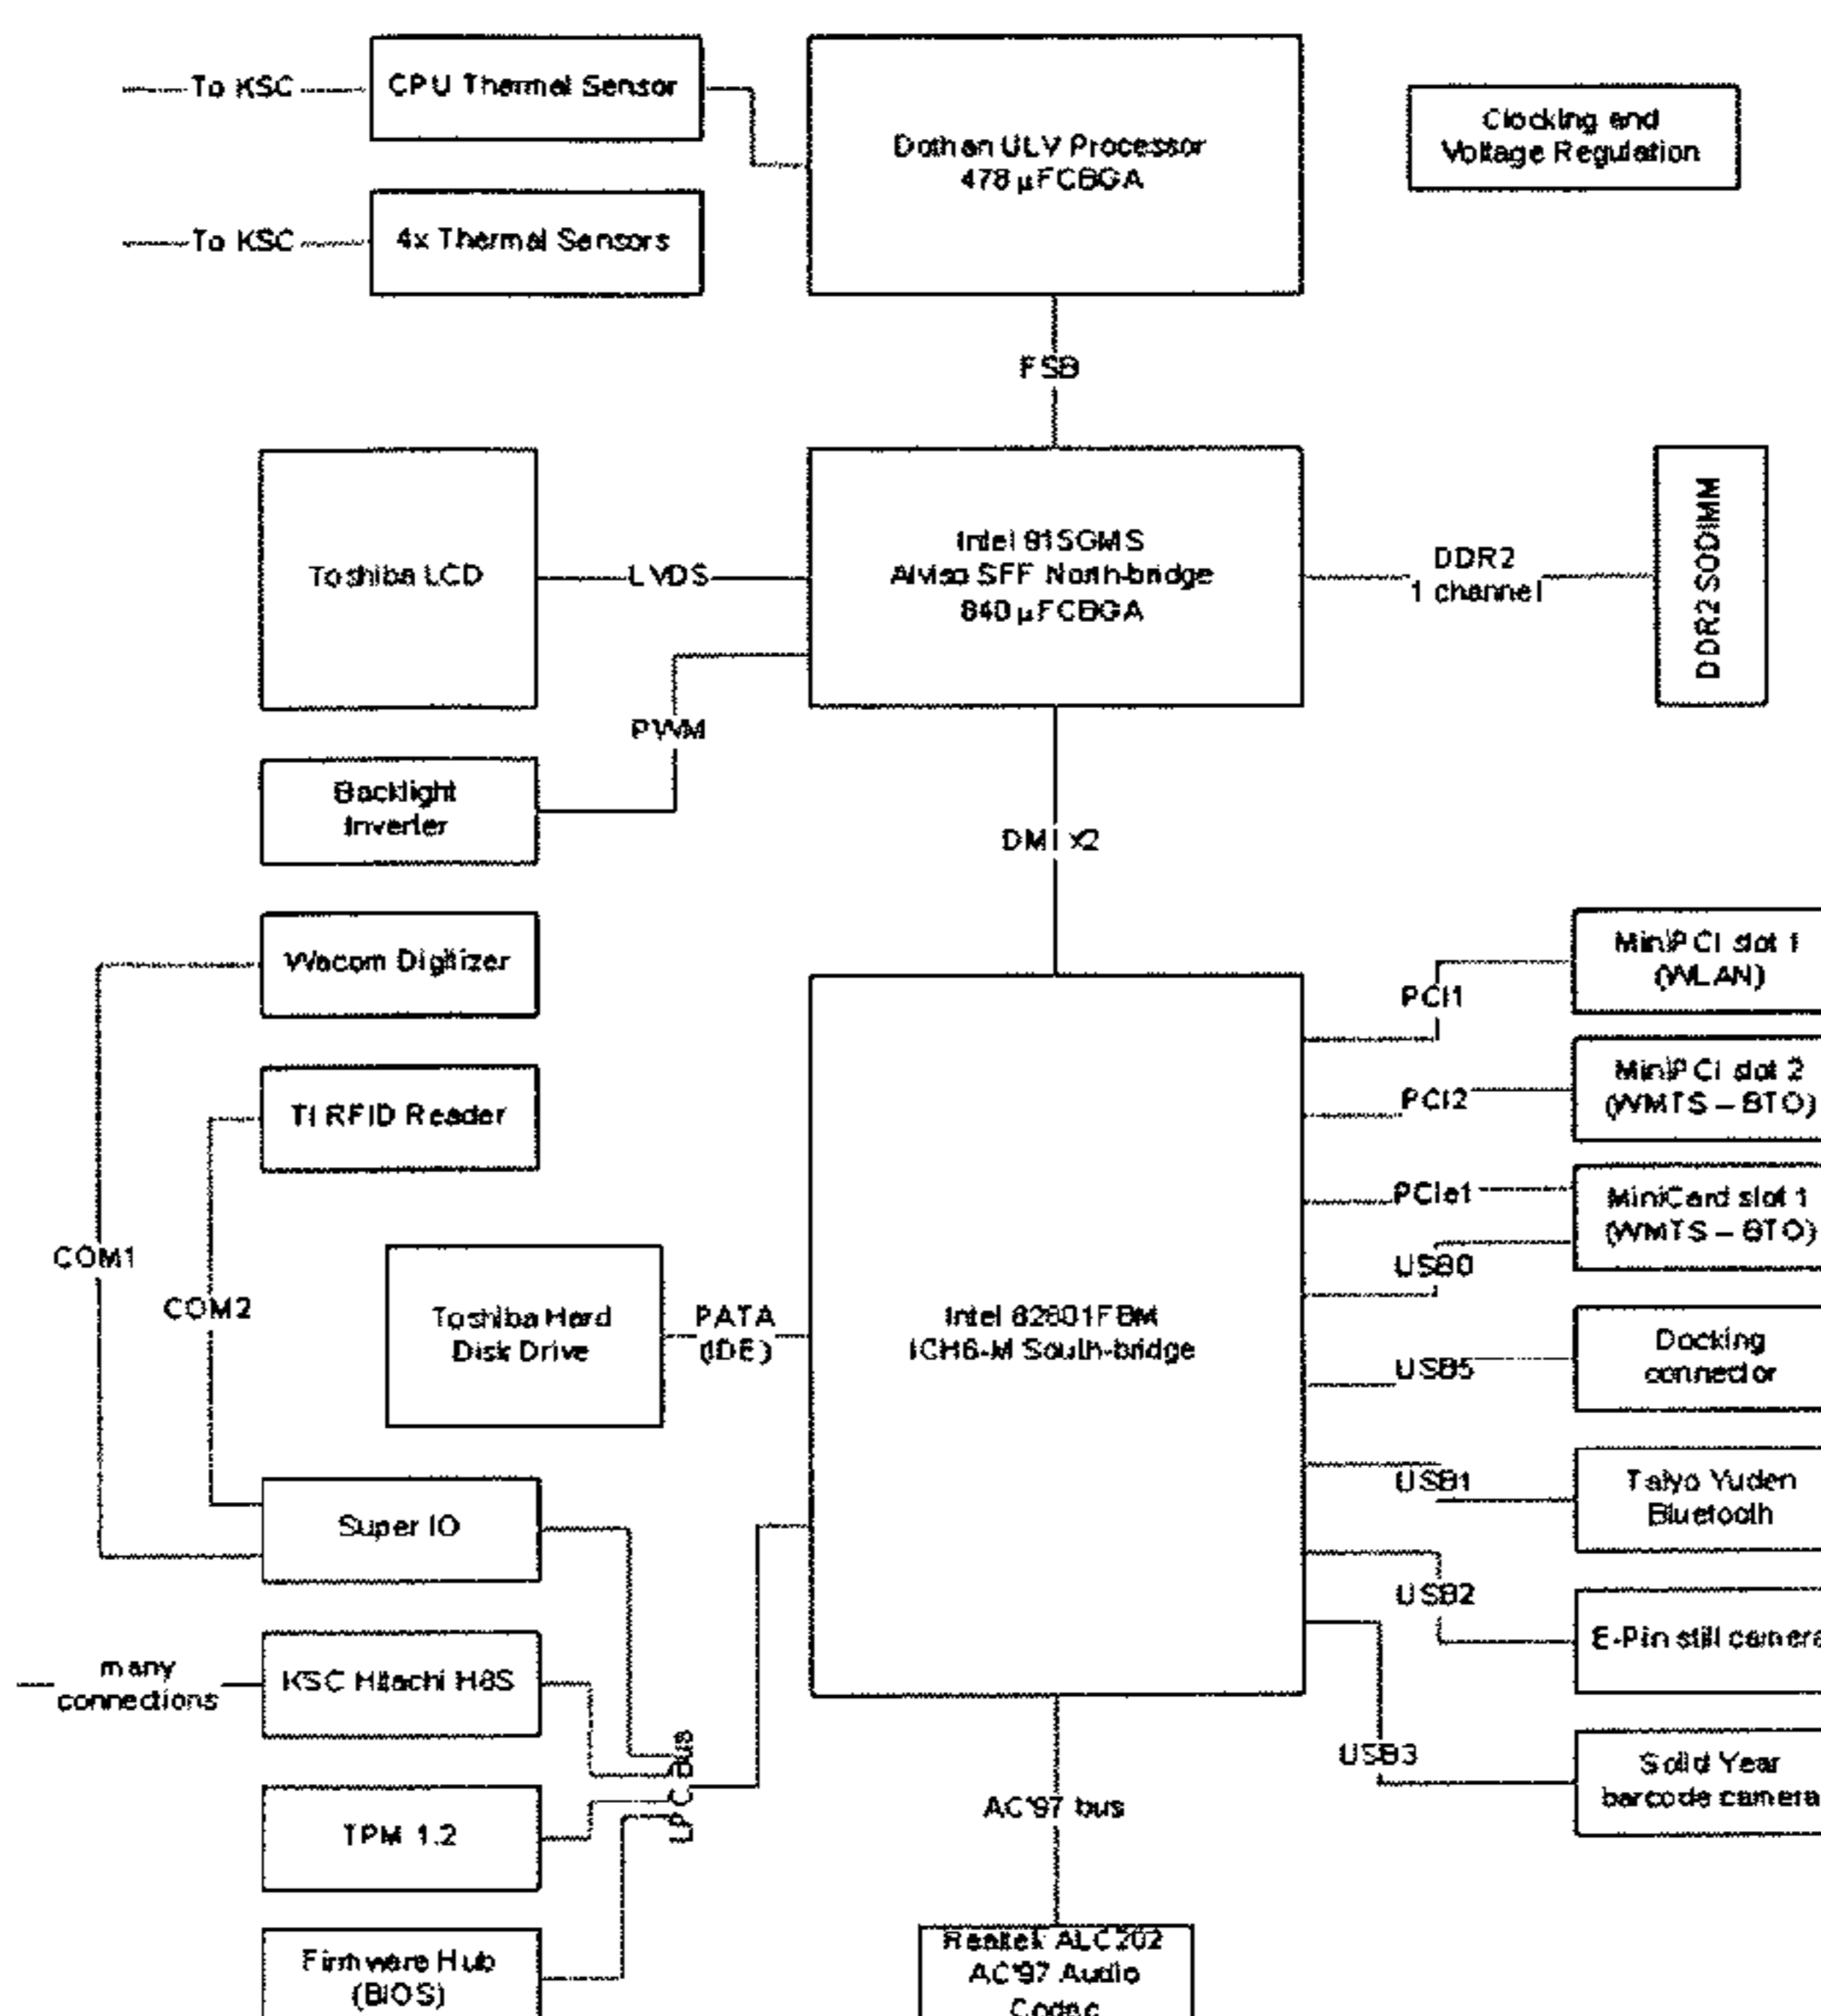 To KSC
CPU Thermal Sensor
Dothan ULV Processor
478 µFCBGA
Clocking and
Voltage Regulation
To KSC
4x Thermal Sensors
FSB
Toshiba LCD
LVDS
Intel 915GMS
Alviso SFF North-bridge
840 µFCBGA
DDR2
1 channel
DDR2 SODIMM
PWM
Backlight
Inverter
DMI x2
Wacom Digitizer
MiniPCI slot 1
(WLAN)
PCI1
TI RFID Reader
PCI2
MiniPCI slot 2
(WMTS – BTO)
PCIe1
MiniCard slot 1
(WMTS – BTO)
USB0
COM1
COM2
Toshiba Hard
Disk Drive
PATA
(IDE)
Intel 82801FBM
ICH6-M South-bridge
USB5
Docking
connector
USB1
Taiyo Yuden
Bluetooth
Super IO
USB2
E-Pin still camera
many
connections
KSC Hitachi H8S
LPC Bus
USB3
Solid Year
barcode camera
TPM 1.2
AC'97 bus
Firmware Hub
(BIOS)
Realtek ALC202
AC'97 Audio
Codec